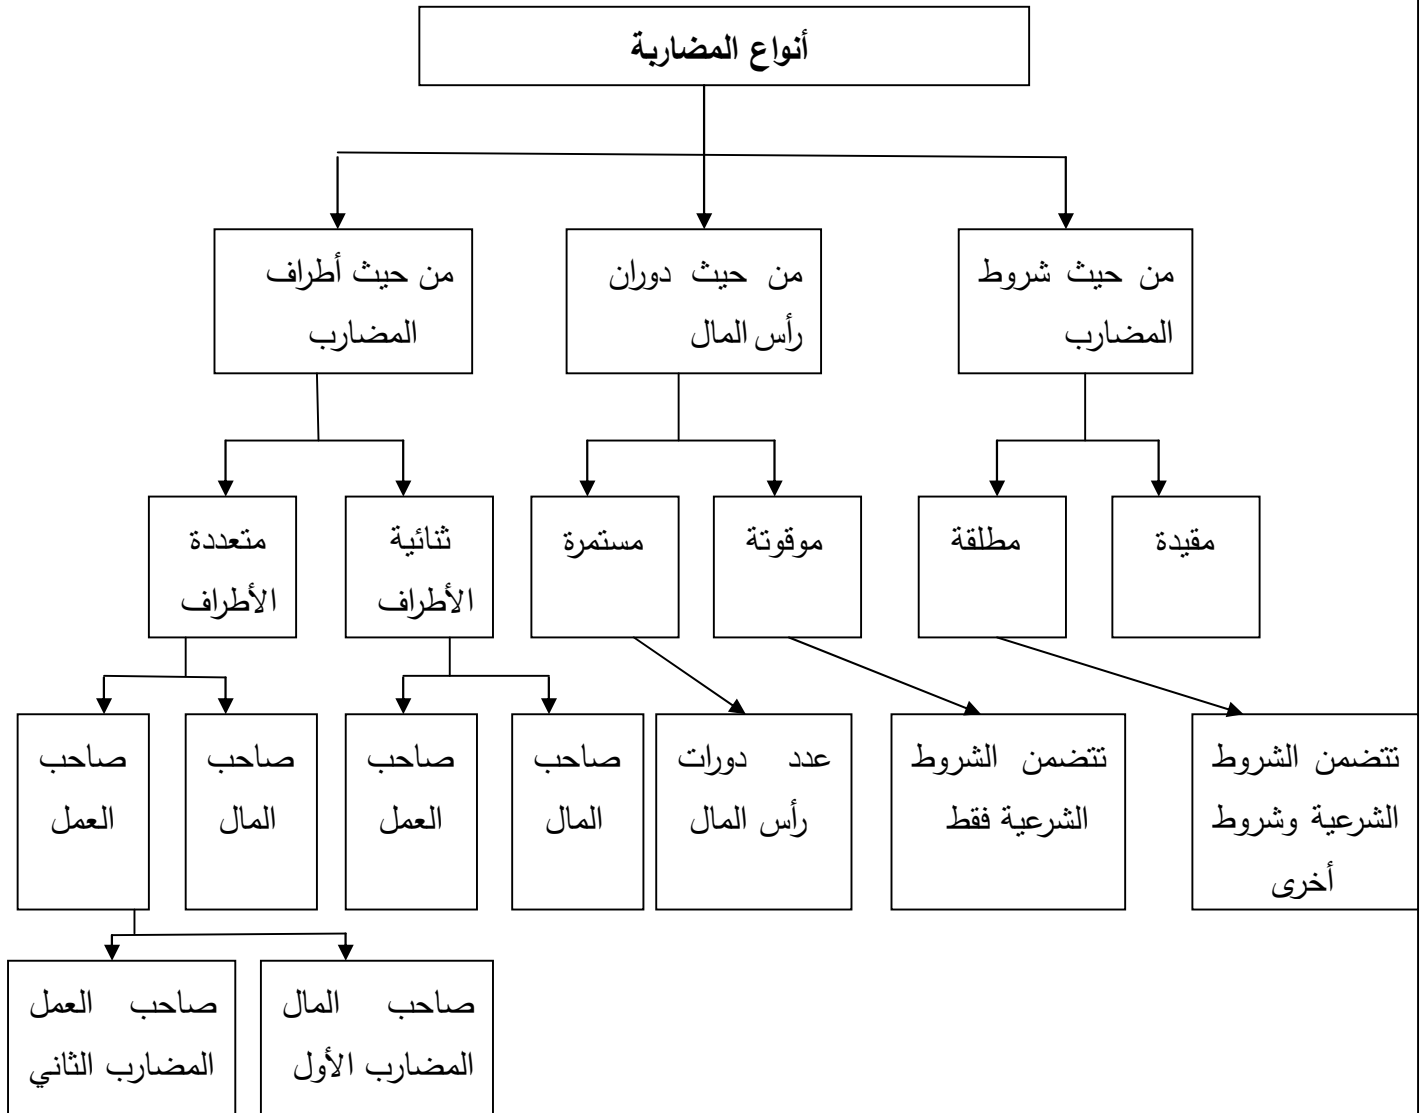 أنواع المضاربة
من حيث شروط
المضارب
من حيث دوران
رأس المال
من حيث أطراف
المضارب
مقيدة
مطلقة
موقوتة
مستمرة
ثنائية
الأطراف
متعددة
الأطراف
تتضمن الشروط
الشرعية وشروط
أخرى
تتضمن الشروط
الشرعية فقط
عدد دورات
رأس المال
صاحب
المال
صاحب
العمل
صاحب
المال
صاحب
العمل
صاحب المال
المضارب الأول
صاحب العمل
المضارب الثاني